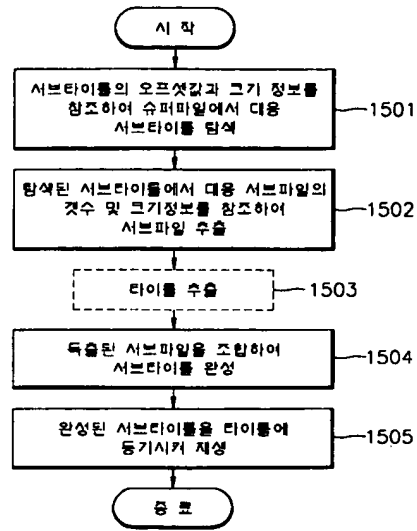 시 작
서브타이틀의 오프셋값과 크기 정보를
참조하여 슈퍼파일에서 대응
서브타이틀 탐색
1501
탐색된 서브타이틀에서 대응 서브파일의
갯수 및 크기정보를 참조하여
서브파일 추출
1502
타이틀 추출
1503
독출된 서브파일을 조합하여
서브타이틀 완성
1504
완성된 서브타이틀을 타이틀에
동기시켜 재생
1505
종 료